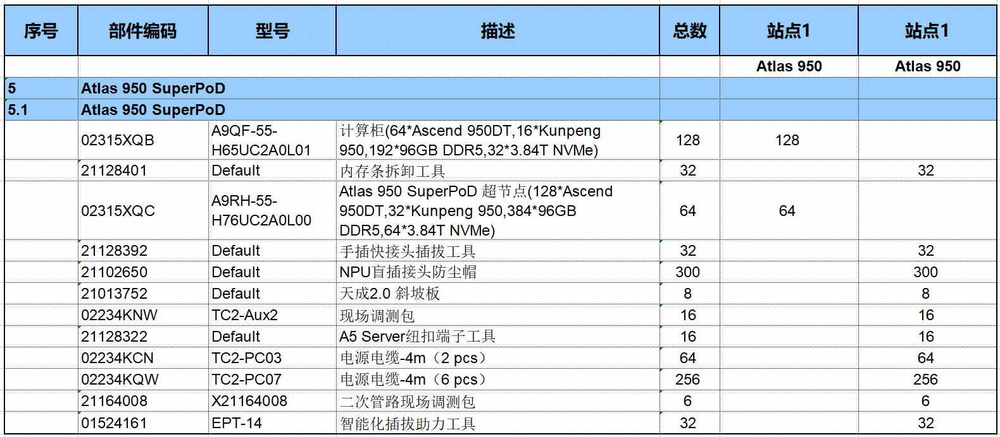 序号 部件编码 型号 描述 总数 站点1 站点1
Atlas 950 Atlas 950
5 Atlas 950 SuperPoD
5.1 Atlas 950 SuperPoD
02315XQB A9QF-55-H65UC2A0L01 计算柜(64*Ascend 950DT,16*Kunpeng 950,192*96GB DDR5,32*3.84T NVMe) 128 128
21128401 Default 内存条拆卸工具 32 32
02315XQC A9RH-55-H76UC2A0L00 Atlas 950 SuperPoD 超节点(128*Ascend 950DT,32*Kunpeng 950,384*96GB DDR5,64*3.84T NVMe) 64 64
21128392 Default 手插快接头插拔工具 32 32
21102650 Default NPU盲插接头防尘帽 300 300
21013752 Default 天成2.0 斜坡板 8 8
02234KNW TC2-Aux2 现场调测包 16 16
21128322 Default A5 Server纽扣端子工具 16 16
02234KCN TC2-PC03 电源电缆-4m（2 pcs） 64 64
02234KQW TC2-PC07 电源电缆-4m（6 pcs） 256 256
21164008 X21164008 二次管路现场调测包 6 6
01524161 EPT-14 智能化插拔助力工具 32 32